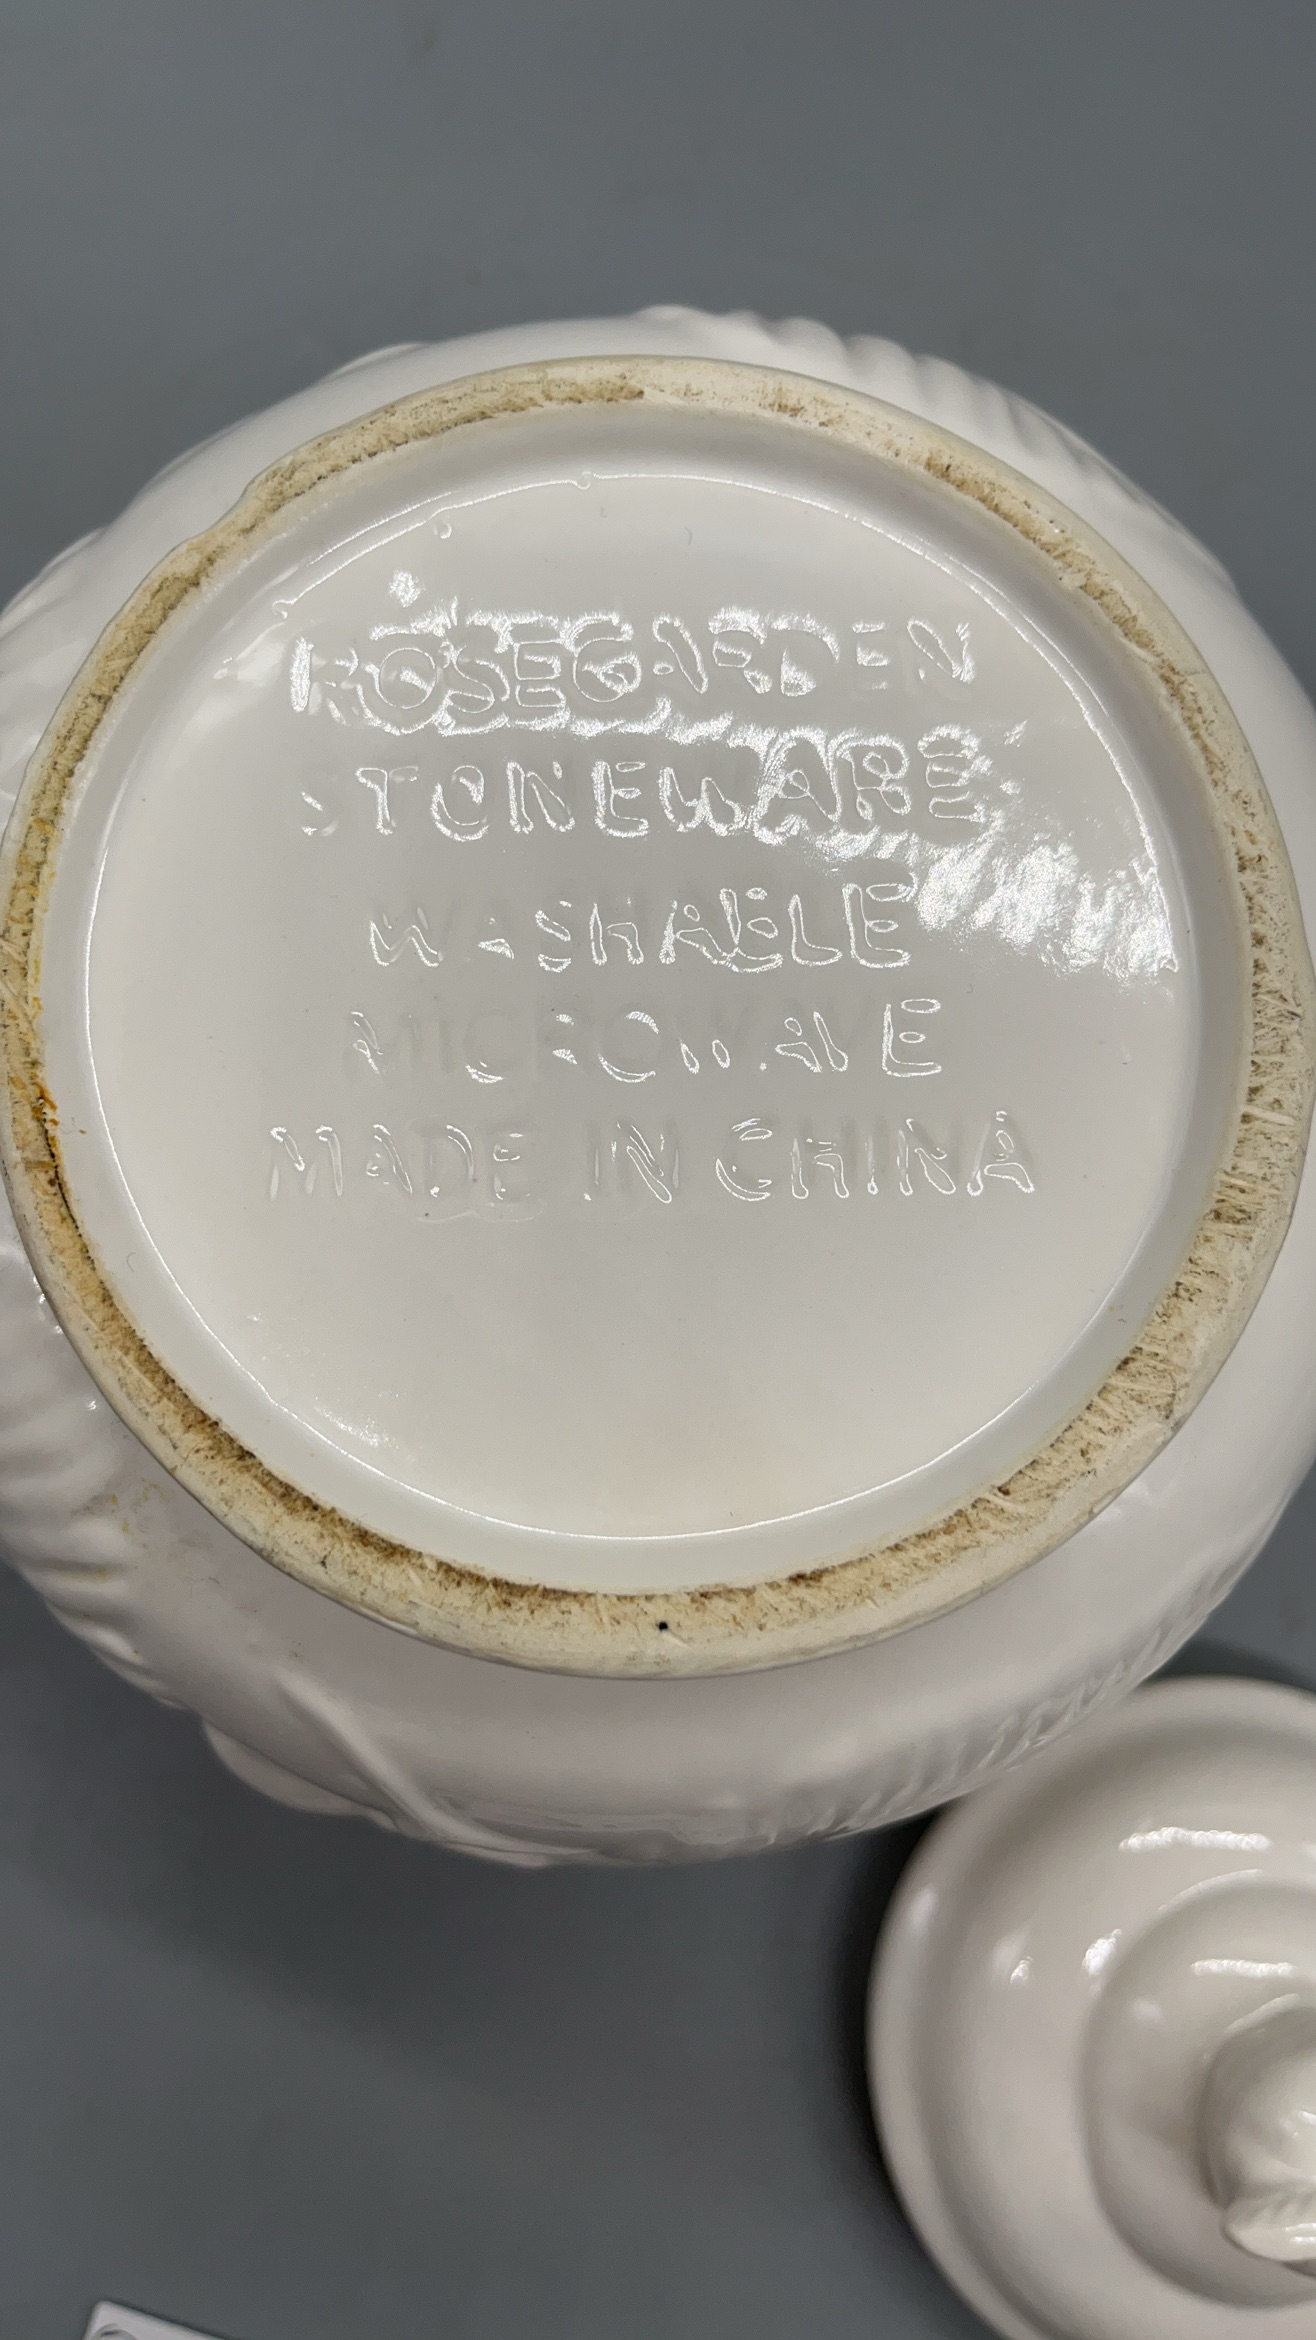 ROSEGARDEN
STONEWARE
WASHABLE
MICROWAVE
MADE IN CHINA